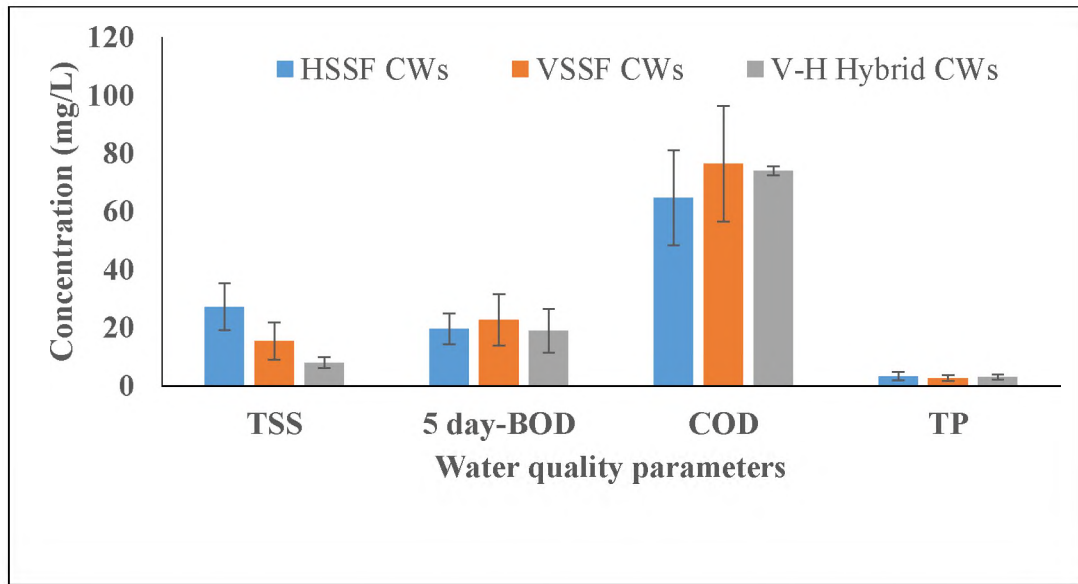 120
100
80
60
40
20
0
Concentration (mg/L)
HSSF CWs VSSF CWs V-H Hybrid CWs
TSS 5 day-BOD COD TP
Water quality parameters